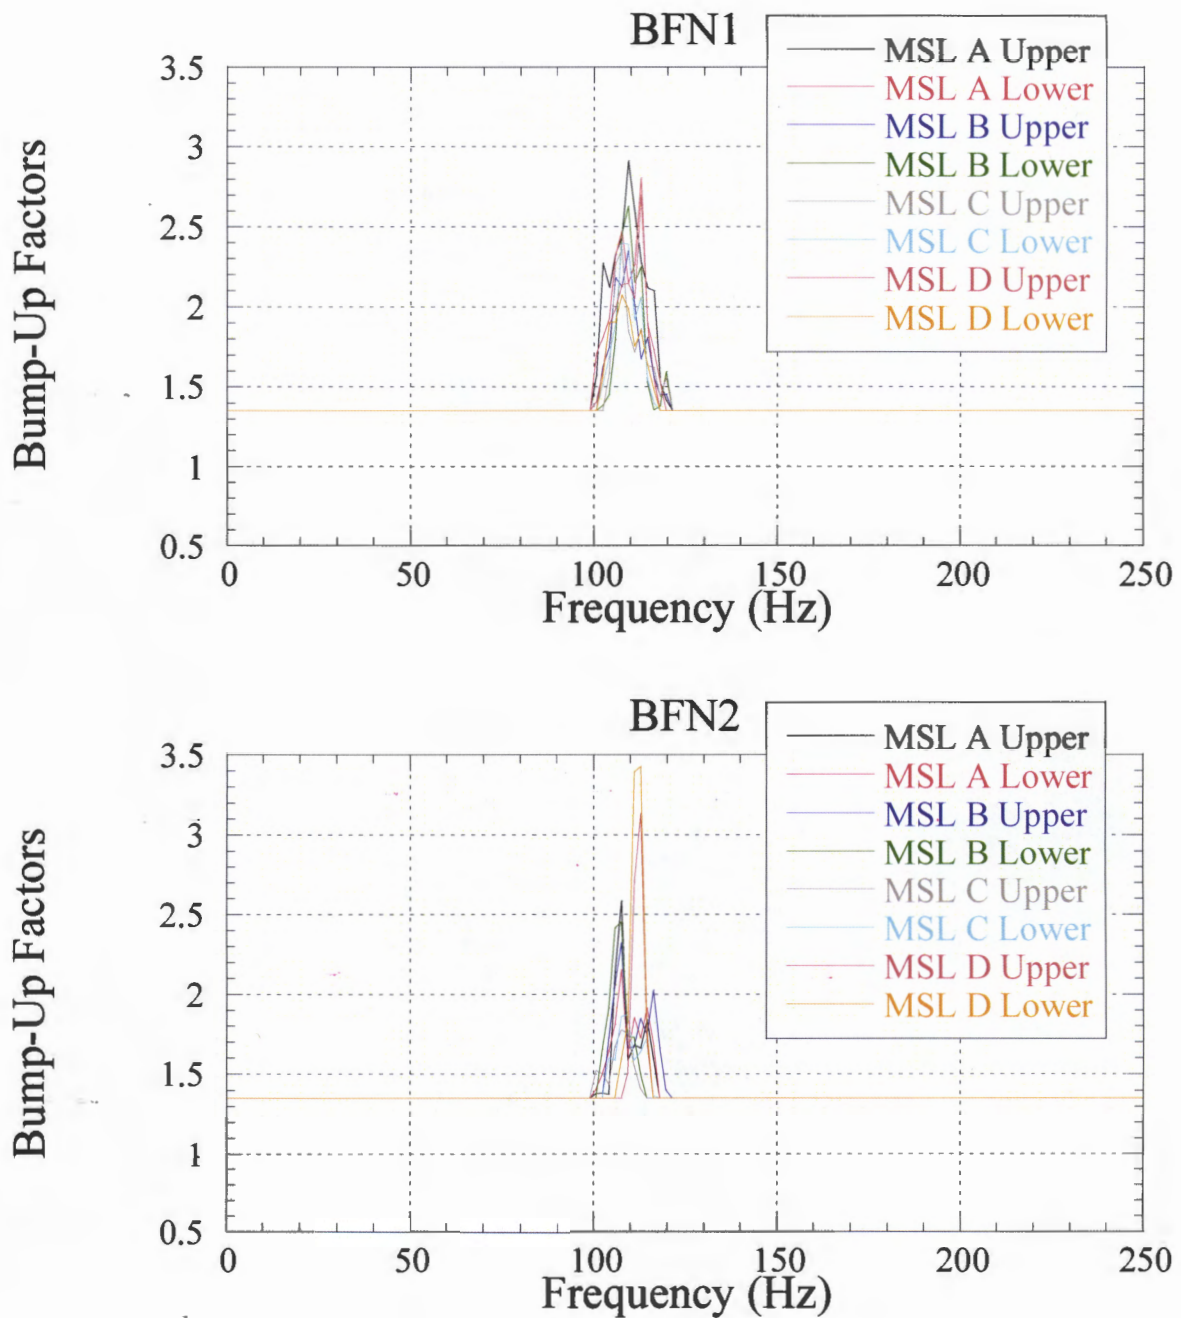 BFN1
MSL A Upper
MSL A Lower
MSL B Upper
MSL B Lower
MSL C Upper
MSL C Lower
MSL D Upper
MSL D Lower
Bump-Up Factors
3.5
3
2.5
2
1.5
1
0.5
0 50 100 150 200 250
Frequency (Hz)
BFN2
MSL A Upper
MSL A Lower
MSL B Upper
MSL B Lower
MSL C Upper
MSL C Lower
MSL D Upper
MSL D Lower
Bump-Up Factors
3.5
3
2.5
2
1.5
1
0.5
0 50 100 150 200 250
Frequency (Hz)